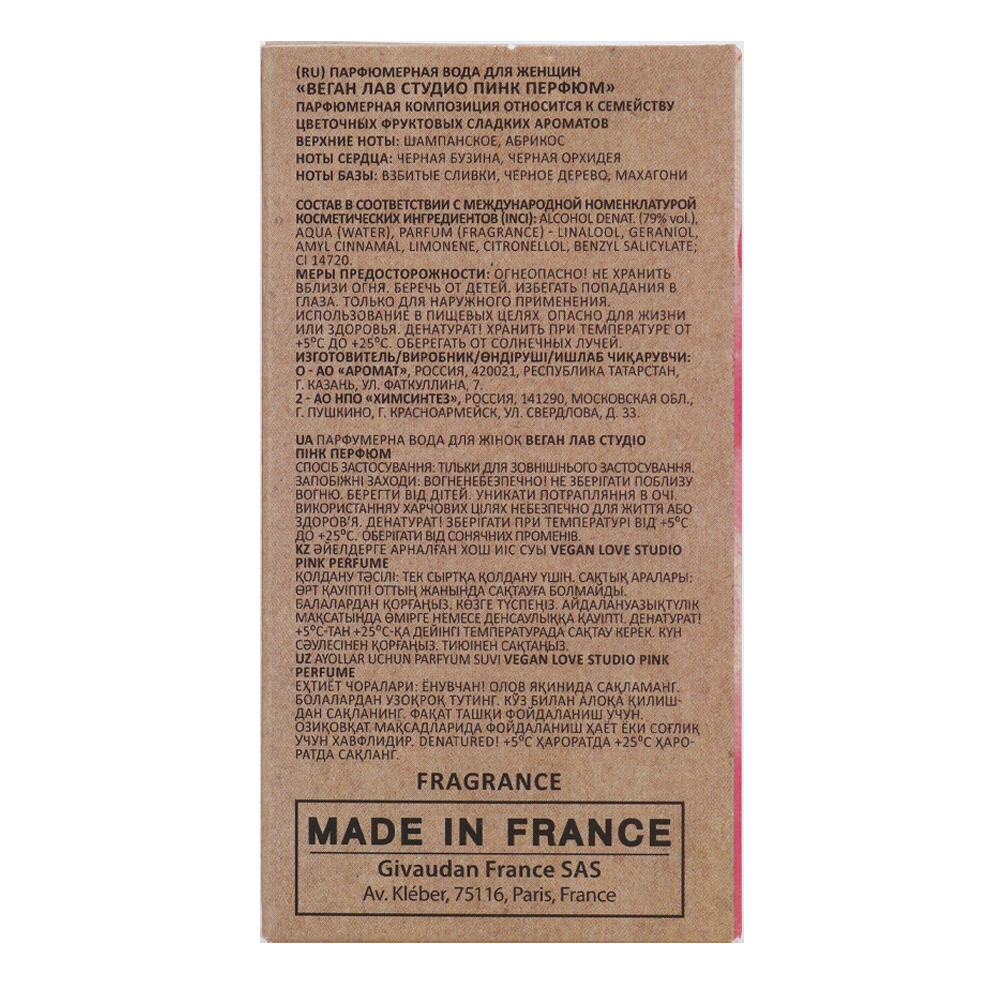 (RU) ПАРФЮМЕРНАЯ ВОДА ДЛЯ ЖЕНЩИН
«ВЕГАН ЛАВ СТУДИО ПИНК ПЕРФЮМ»
ПАРФЮМЕРНАЯ КОМПОЗИЦИЯ ОТНОСИТСЯ К СЕМЕЙСТВУ
ЦВЕТОЧНЫХ ФРУКТОВЫХ СЛАДКИХ АРОМАТОВ
ВЕРХНИЕ НОТЫ: ШАМПАНСКОЕ, АБРИКОС
НОТЫ СЕРДЦА: ЧЕРНАЯ БУЗИНА, ЧЕРНАЯ ОРХИДЕЯ
НОТЫ БАЗЫ: ВЗБИТЫЕ СЛИВКИ, ЧЕРНОЕ ДЕРЕВО, МАХАГОНИ
СОСТАВ В СООТВЕТСТВИИ С МЕЖДУНАРОДНОЙ НОМЕНКЛАТУРОЙ
КОСМЕТИЧЕСКИХ ИНГРЕДИЕНТОВ (INCI): ALCOHOL DENAT. (79% vol.),
AQUA (WATER), PARFUM (FRAGRANCE) - LINALOOL, GERANIOL,
AMYL CINNAMAL, LIMONENE, CITRONELLOL, BENZYL SALICYLATE;
CI 14720.
МЕРЫ ПРЕДОСТОРОЖНОСТИ: ОГНЕОПАСНО! НЕ ХРАНИТЬ
ВБЛИЗИ ОГНЯ. БЕРЕЧЬ ОТ ДЕТЕЙ. ИЗБЕГАТЬ ПОПАДАНИЯ В
ГЛАЗА. ТОЛЬКО ДЛЯ НАРУЖНОГО ПРИМЕНЕНИЯ.
ИСПОЛЬЗОВАНИЕ В ПИЩЕВЫХ ЦЕЛЯХ ОПАСНО ДЛЯ ЖИЗНИ
ИЛИ ЗДОРОВЬЯ. ДЕНАТУРАТ! ХРАНИТЬ ПРИ ТЕМПЕРАТУРЕ ОТ
+5°С ДО +25°С. ОБЕРЕГАТЬ ОТ СОЛНЕЧНЫХ ЛУЧЕЙ.
ИЗГОТОВИТЕЛЬ/ВИРОБНИК/ӨНДІРУШІ/ИШЛАБ ЧИҚАРУВЧИ:
О - АО «АРОМАТ», РОССИЯ, 420021, РЕСПУБЛИКА ТАТАРСТАН,
Г. КАЗАНЬ, УЛ. ФАТКУЛЛИНА, 7.
2 - АО НПО «ХИМСИНТЕЗ», РОССИЯ, 141290, МОСКОВСКАЯ ОБЛ.,
Г. ПУШКИНО, Г. КРАСНОАРМЕЙСК, УЛ. СВЕРДЛОВА, Д. 33.
UA ПАРФУМЕРНА ВОДА ДЛЯ ЖІНОК ВЕГАН ЛАВ СТУДІО
ПІНК ПЕРФЮМ
СПОСІБ ЗАСТОСУВАННЯ: ТІЛЬКИ ДЛЯ ЗОВНІШНЬОГО ЗАСТОСУВАННЯ.
ЗАПОБІЖНІ ЗАХОДИ: ВОГНЕНЕБЕЗПЕЧНО! НЕ ЗБЕРІГАТИ ПОБЛИЗУ
ВОГНЮ. БЕРЕГТИ ВІД ДІТЕЙ. УНИКАТИ ПОТРАПЛЯННЯ В ОЧІ.
ВИКОРИСТАННЯУ ХАРЧОВИХ ЦІЛЯХ НЕБЕЗПЕЧНО ДЛЯ ЖИТТЯ АБО
ЗДОРОВ'Я. ДЕНАТУРАТ! ЗБЕРІГАТИ ПРИ ТЕМПЕРАТУРІ ВІД +5°С
ДО +25°С. ОБЕРІГАТИ ВІД СОНЯЧНИХ ПРОМЕНІВ.
KZ ӘЙЕЛДЕРГЕ АРНАЛҒАН ХОШ ИІС СУЫ VEGAN LOVE STUDIO
PINK PERFUME
ҚОЛДАНУ ТӘСІЛІ: ТЕК СЫРТҚА ҚОЛДАНУ ҮШІН. САҚТЫҚ АРАЛАРЫ:
ӨРТ ҚАУІПТІ! ОТТЫҢ ЖАНЫНДА САҚТАУҒА БОЛМАЙДЫ.
БАЛАЛАРДАН ҚОРҒАҢЫЗ. КӨЗГЕ ТҮСПЕҢІЗ. АЙДАЛАНУАЗЫҚТҮЛІК
МАҚСАТЫНДА ӨМІРГЕ НЕМЕСЕ ДЕНСАУЛЫҚҚА ҚАУІПТІ. ДЕНАТУРАТ!
+5°С-ТАН +25°С-ҚА ДЕЙІНГІ ТЕМПЕРАТУРАДА САҚТАУ КЕРЕК. КҮН
СӘУЛЕСІНЕН ҚОРҒАҢЫЗ. ТИЮІНЕН САҚТАҢЫЗ.
UZ AYOLLAR UCHUN PARFYUM SUVI VEGAN LOVE STUDIO PINK
PERFUME
ЕҲТИЁТ ЧОРАЛАРИ: ЁНУВЧАН! ОЛОВ ЯҚИНИДА САҚЛАМАНГ.
БОЛАЛАРДАН УЗОҚРОҚ ТУТИНГ. КЎЗ БИЛАН АЛОҚА ҚИЛИШ-
ДАН САҚЛАНИНГ. ФАҚАТ ТАШҚИ ФОЙДАЛАНИШ УЧУН.
ОЗИҚОВҚАТ МАҚСАДЛАРИДА ФОЙДАЛАНИШ ҲАЁТ ЁКИ СОҒЛИҚ
УЧУН ХАВФЛИДИР. DENATURED! +5°С ҲАРОРАТДА +25°С ҲАРО-
РАТДА САҚЛАНГ.
FRAGRANCE
MADE IN FRANCE
Givaudan France SAS
Av. Kléber, 75116, Paris, France